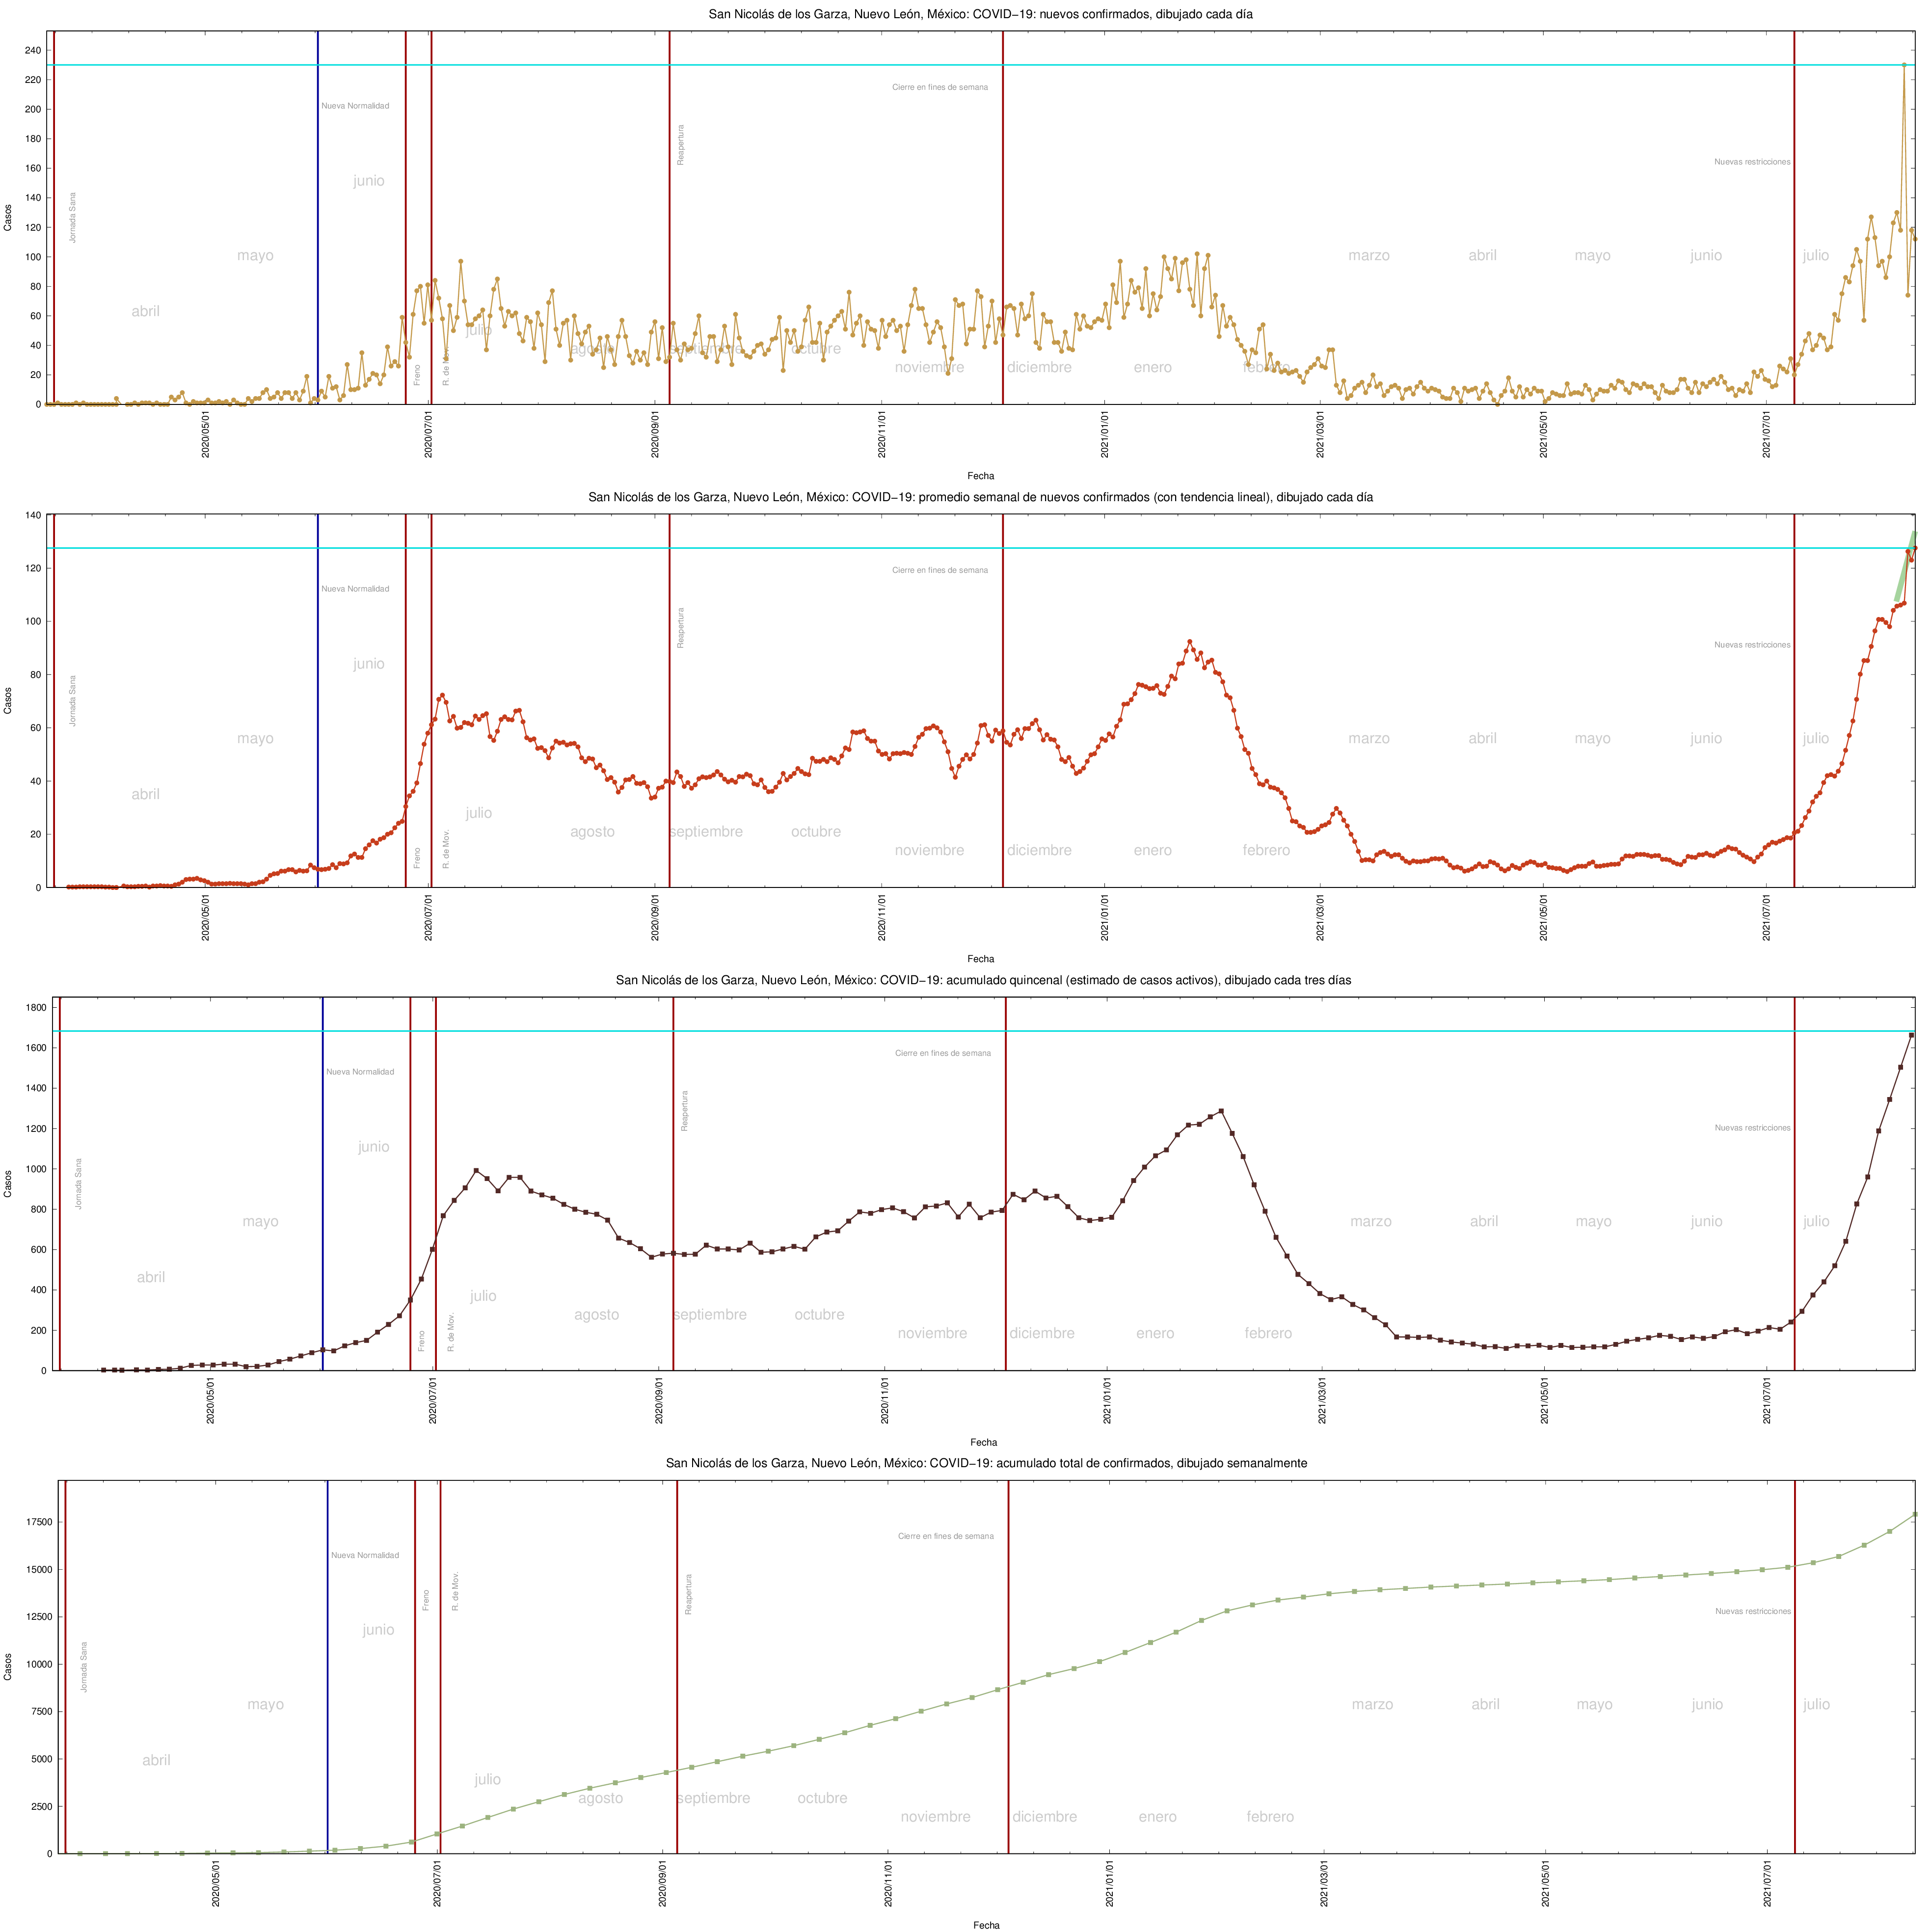 San Nicolás de los Garza, Nuevo León, México: COVID−19: nuevos confirmados, dibujado cada día
240
220
200
180
160
140
120
100
80
60
40
20
0
Casos
Jornada Sana
Nueva Normalidad
Freno
R. de Mov.
Reapertura
Cierre en fines de semana
Nuevas restricciones
abril
mayo
junio
julio
agosto
septiembre
octubre
noviembre
diciembre
enero
febrero
marzo
abril
mayo
junio
julio
2020/05/01
2020/07/01
2020/09/01
2020/11/01
2021/01/01
2021/03/01
2021/05/01
2021/07/01
Fecha
San Nicolás de los Garza, Nuevo León, México: COVID−19: promedio semanal de nuevos confirmados (con tendencia lineal), dibujado cada día
140
120
100
80
60
40
20
0
Casos
Jornada Sana
Nueva Normalidad
Freno
R. de Mov.
Reapertura
Cierre en fines de semana
Nuevas restricciones
abril
mayo
junio
julio
agosto
septiembre
octubre
noviembre
diciembre
enero
febrero
marzo
abril
mayo
junio
julio
2020/05/01
2020/07/01
2020/09/01
2020/11/01
2021/01/01
2021/03/01
2021/05/01
2021/07/01
Fecha
San Nicolás de los Garza, Nuevo León, México: COVID−19: acumulado quincenal (estimado de casos activos), dibujado cada tres días
1800
1600
1400
1200
1000
800
600
400
200
0
Casos
Jornada Sana
Nueva Normalidad
Freno
R. de Mov.
Reapertura
Cierre en fines de semana
Nuevas restricciones
abril
mayo
junio
julio
agosto
septiembre
octubre
noviembre
diciembre
enero
febrero
marzo
abril
mayo
junio
julio
2020/05/01
2020/07/01
2020/09/01
2020/11/01
2021/01/01
2021/03/01
2021/05/01
2021/07/01
Fecha
San Nicolás de los Garza, Nuevo León, México: COVID−19: acumulado total de confirmados, dibujado semanalmente
17500
15000
12500
10000
7500
5000
2500
0
Casos
Jornada Sana
Nueva Normalidad
Freno
R. de Mov.
Reapertura
Cierre en fines de semana
Nuevas restricciones
abril
mayo
junio
julio
agosto
septiembre
octubre
noviembre
diciembre
enero
febrero
marzo
abril
mayo
junio
julio
2020/05/01
2020/07/01
2020/09/01
2020/11/01
2021/01/01
2021/03/01
2021/05/01
2021/07/01
Fecha